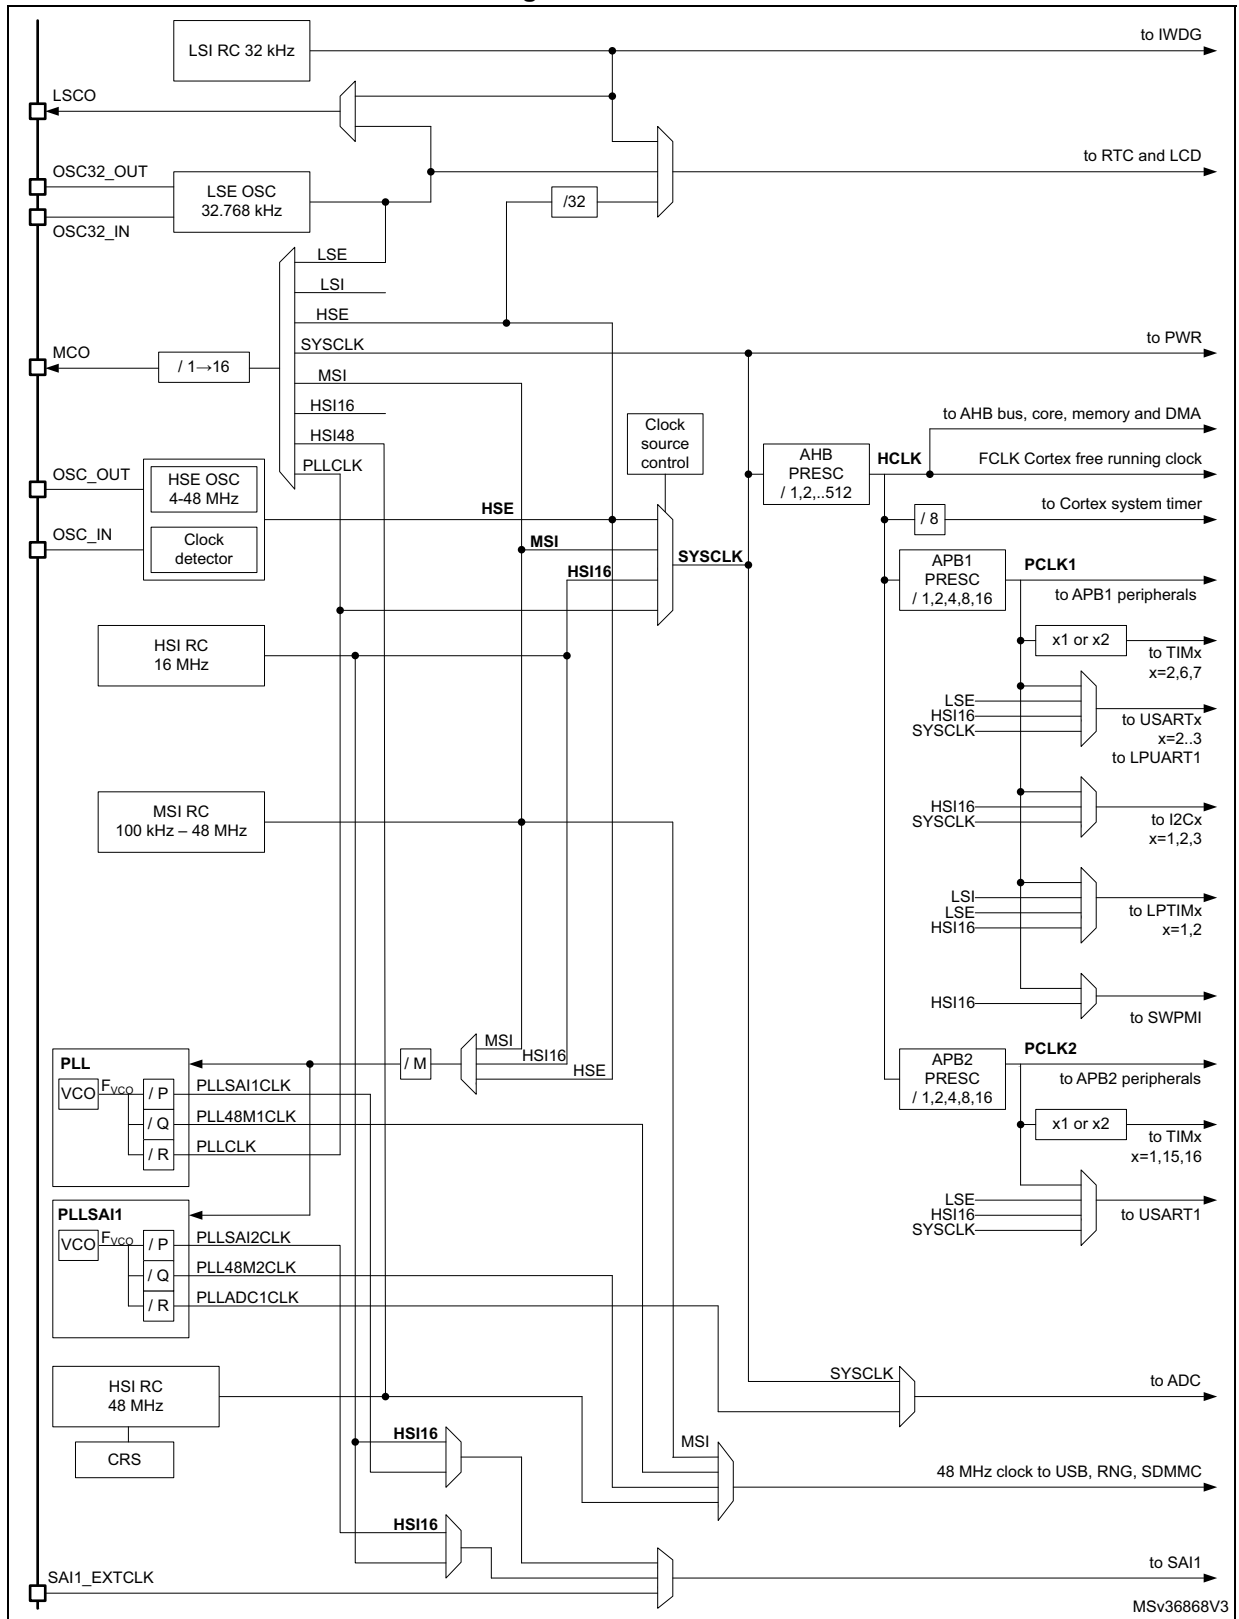 LSI RC 32 kHz
to IWDG
LSCO
to RTC and LCD
OSC32_OUT
LSE OSC
32.768 kHz
/32
OSC32_IN
LSE
LSI
HSE
SYSCLK
to PWR
MCO
/ 1→16
MSI
HSI16
HSI48
PLLCLK
Clock
source
control
to AHB bus, core, memory and DMA
AHB
PRESC
/ 1,2,..512
HCLK
FCLK Cortex free running clock
OSC_OUT
HSE OSC
4-48 MHz
OSC_IN
Clock
detector
HSE
MSI
HSI16
SYSCLK
/ 8
to Cortex system timer
APB1
PRESC
/ 1,2,4,8,16
PCLK1
to APB1 peripherals
HSI RC
16 MHz
x1 or x2
to TIMx
x=2,6,7
LSE
HSI16
SYSCLK
to USARTx
x=2..3
to LPUART1
MSI RC
100 kHz – 48 MHz
HSI16
SYSCLK
to I2Cx
x=1,2,3
LSI
LSE
HSI16
to LPTIMx
x=1,2
HSI16
to SWPMI
MSI
HSI16
HSE
/ M
PLL
VCO
FVCO
/ P
PLLSAI1CLK
/ Q
PLL48M1CLK
/ R
PLLCLK
APB2
PRESC
/ 1,2,4,8,16
PCLK2
to APB2 peripherals
x1 or x2
to TIMx
x=1,15,16
LSE
HSI16
SYSCLK
to USART1
PLLSAI1
VCO
FVCO
/ P
PLLSAI2CLK
/ Q
PLL48M2CLK
/ R
PLLADC1CLK
HSI RC
48 MHz
CRS
SYSCLK
to ADC
HSI16
MSI
48 MHz clock to USB, RNG, SDMMC
HSI16
SAI1_EXTCLK
to SAI1
MSv36868V3